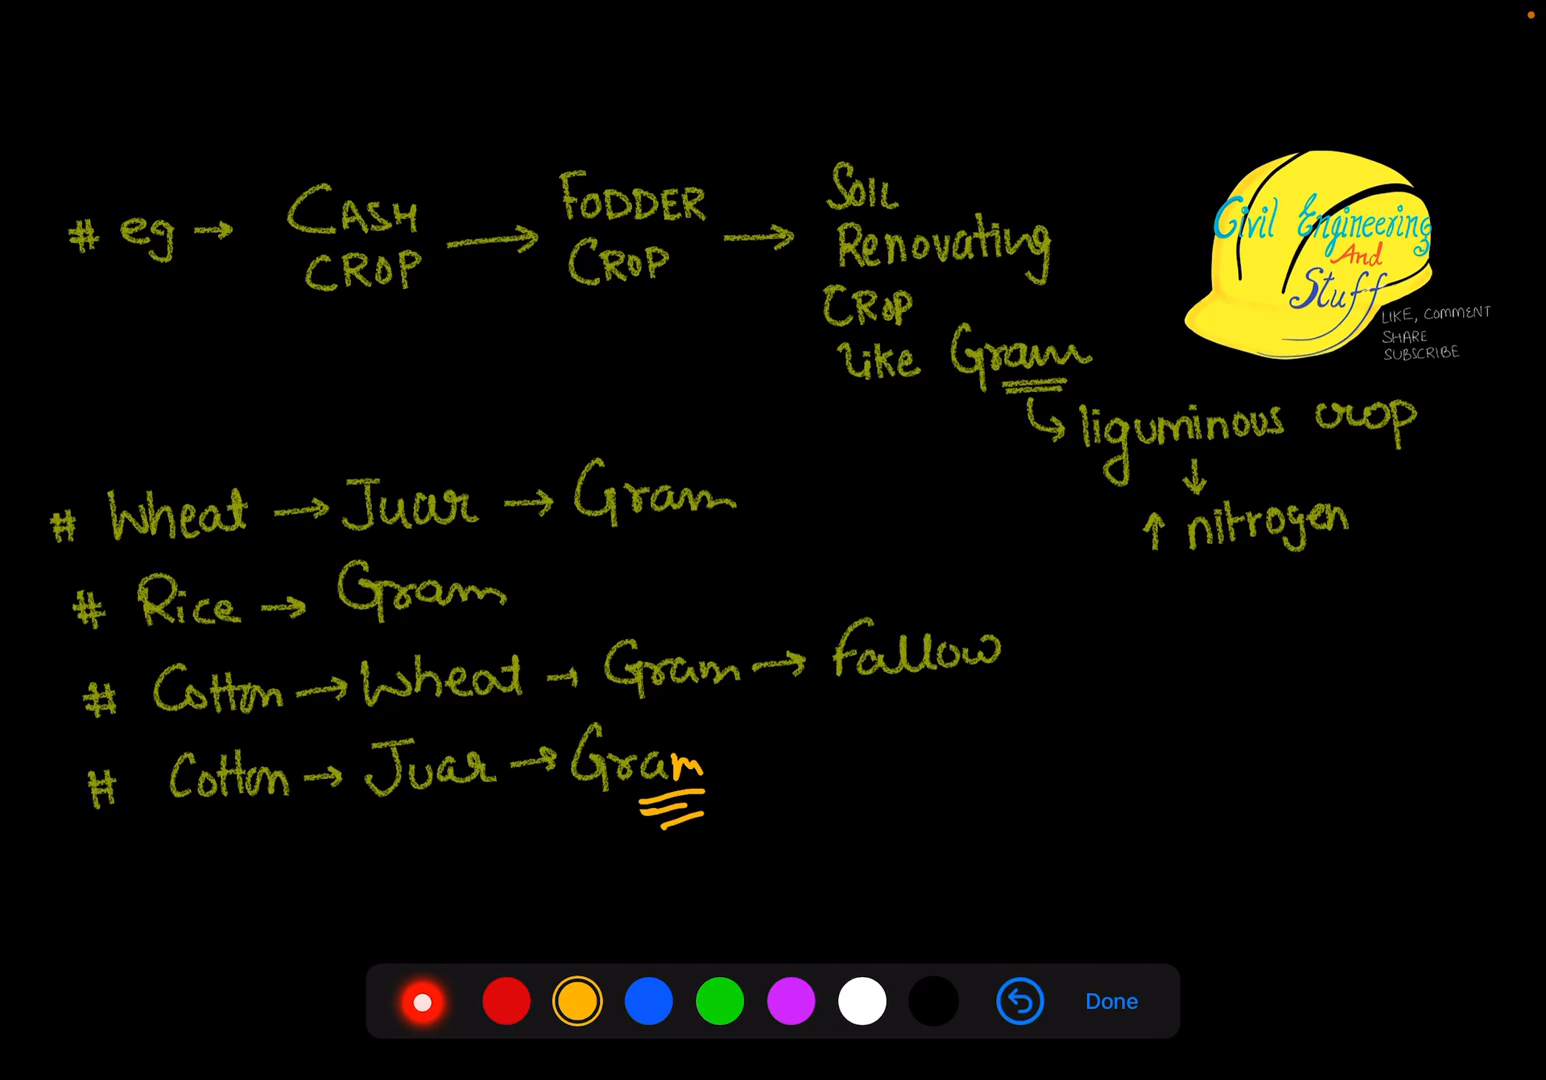 # eg → CASH CROP → FODDER CROP → SOIL Renovating CROP like Gram
↳ liguminous crop
↓
↑ nitrogen
# Wheat → Juar → Gram
# Rice → Gram
# Cotton → Wheat → Gram → fallow
# Cotton → Juar → Gram
Civil Engineering
And
Stuff
LIKE, COMMENT
SHARE
SUBSCRIBE
Done